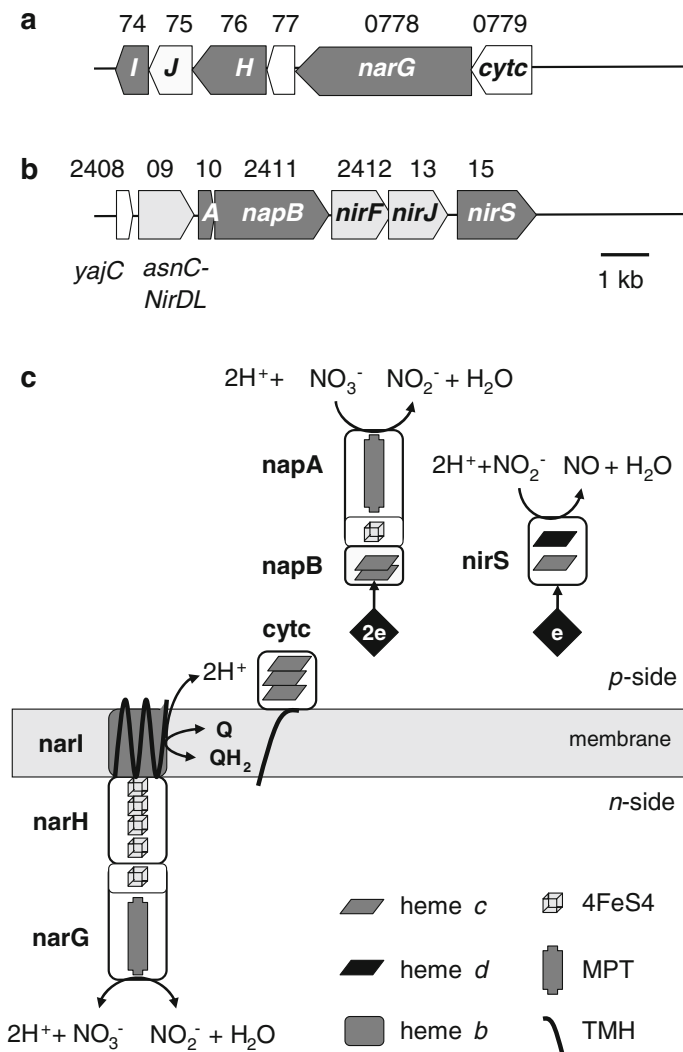 a
74 75 76 77 0778 0779
I J H narG cytc
b
2408 09 10 2411 2412 13 15
A napB nirF nirJ nirS
yajC asnC-
NirDL
1 kb
c
2H⁺+ NO₃⁻ NO₂⁻ + H₂O
napA
2H⁺+NO₂⁻ NO + H₂O
napB
nirS
2e e
cytc
2H⁺
p-side
narI
Q
membrane
QH₂
n-side
narH
narG
heme c 4FeS4
heme d MPT
heme b TMH
2H⁺+ NO₃⁻ NO₂⁻ + H₂O